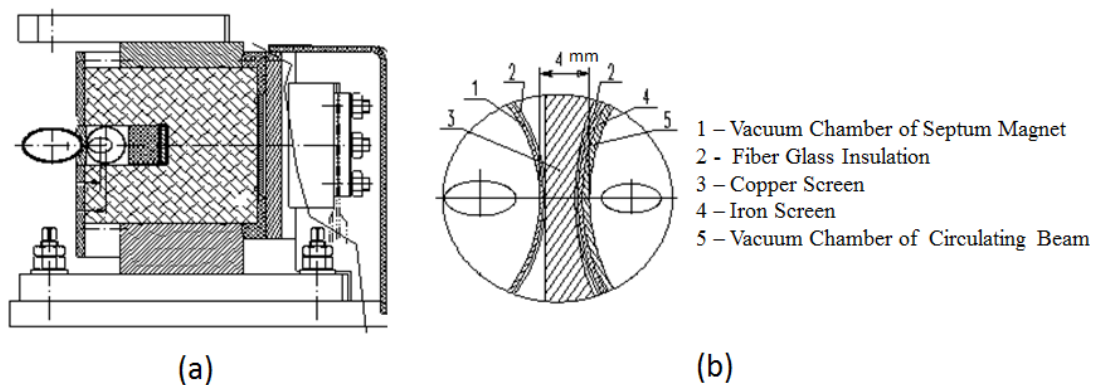 4 mm
1
2
2
3
4
5
1 – Vacuum Chamber of Septum Magnet
2 - Fiber Glass Insulation
3 – Copper Screen
4 – Iron Screen
5 – Vacuum Chamber of Circulating Beam
(a)
(b)